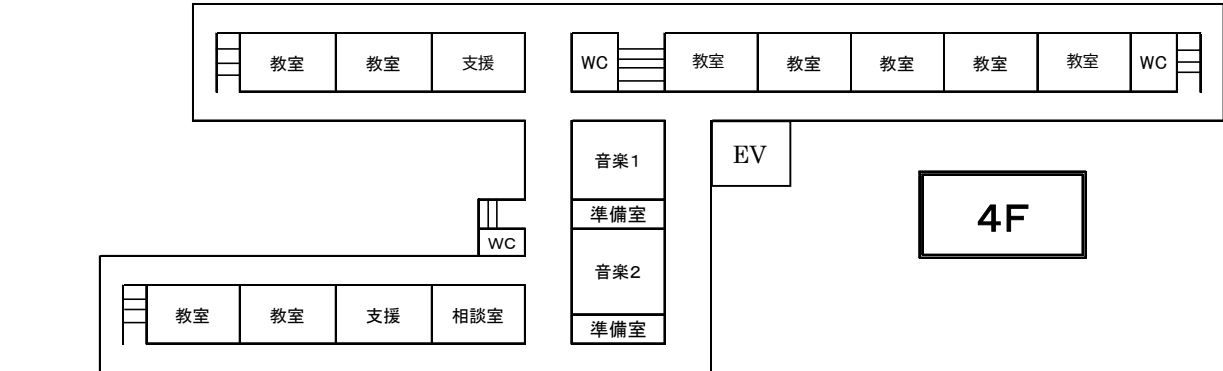 教室 教室 支援 WC 教室 教室 教室 教室 教室 WC
音楽1 EV
準備室 4F
WC
音楽2
教室 教室 支援 相談室
準備室